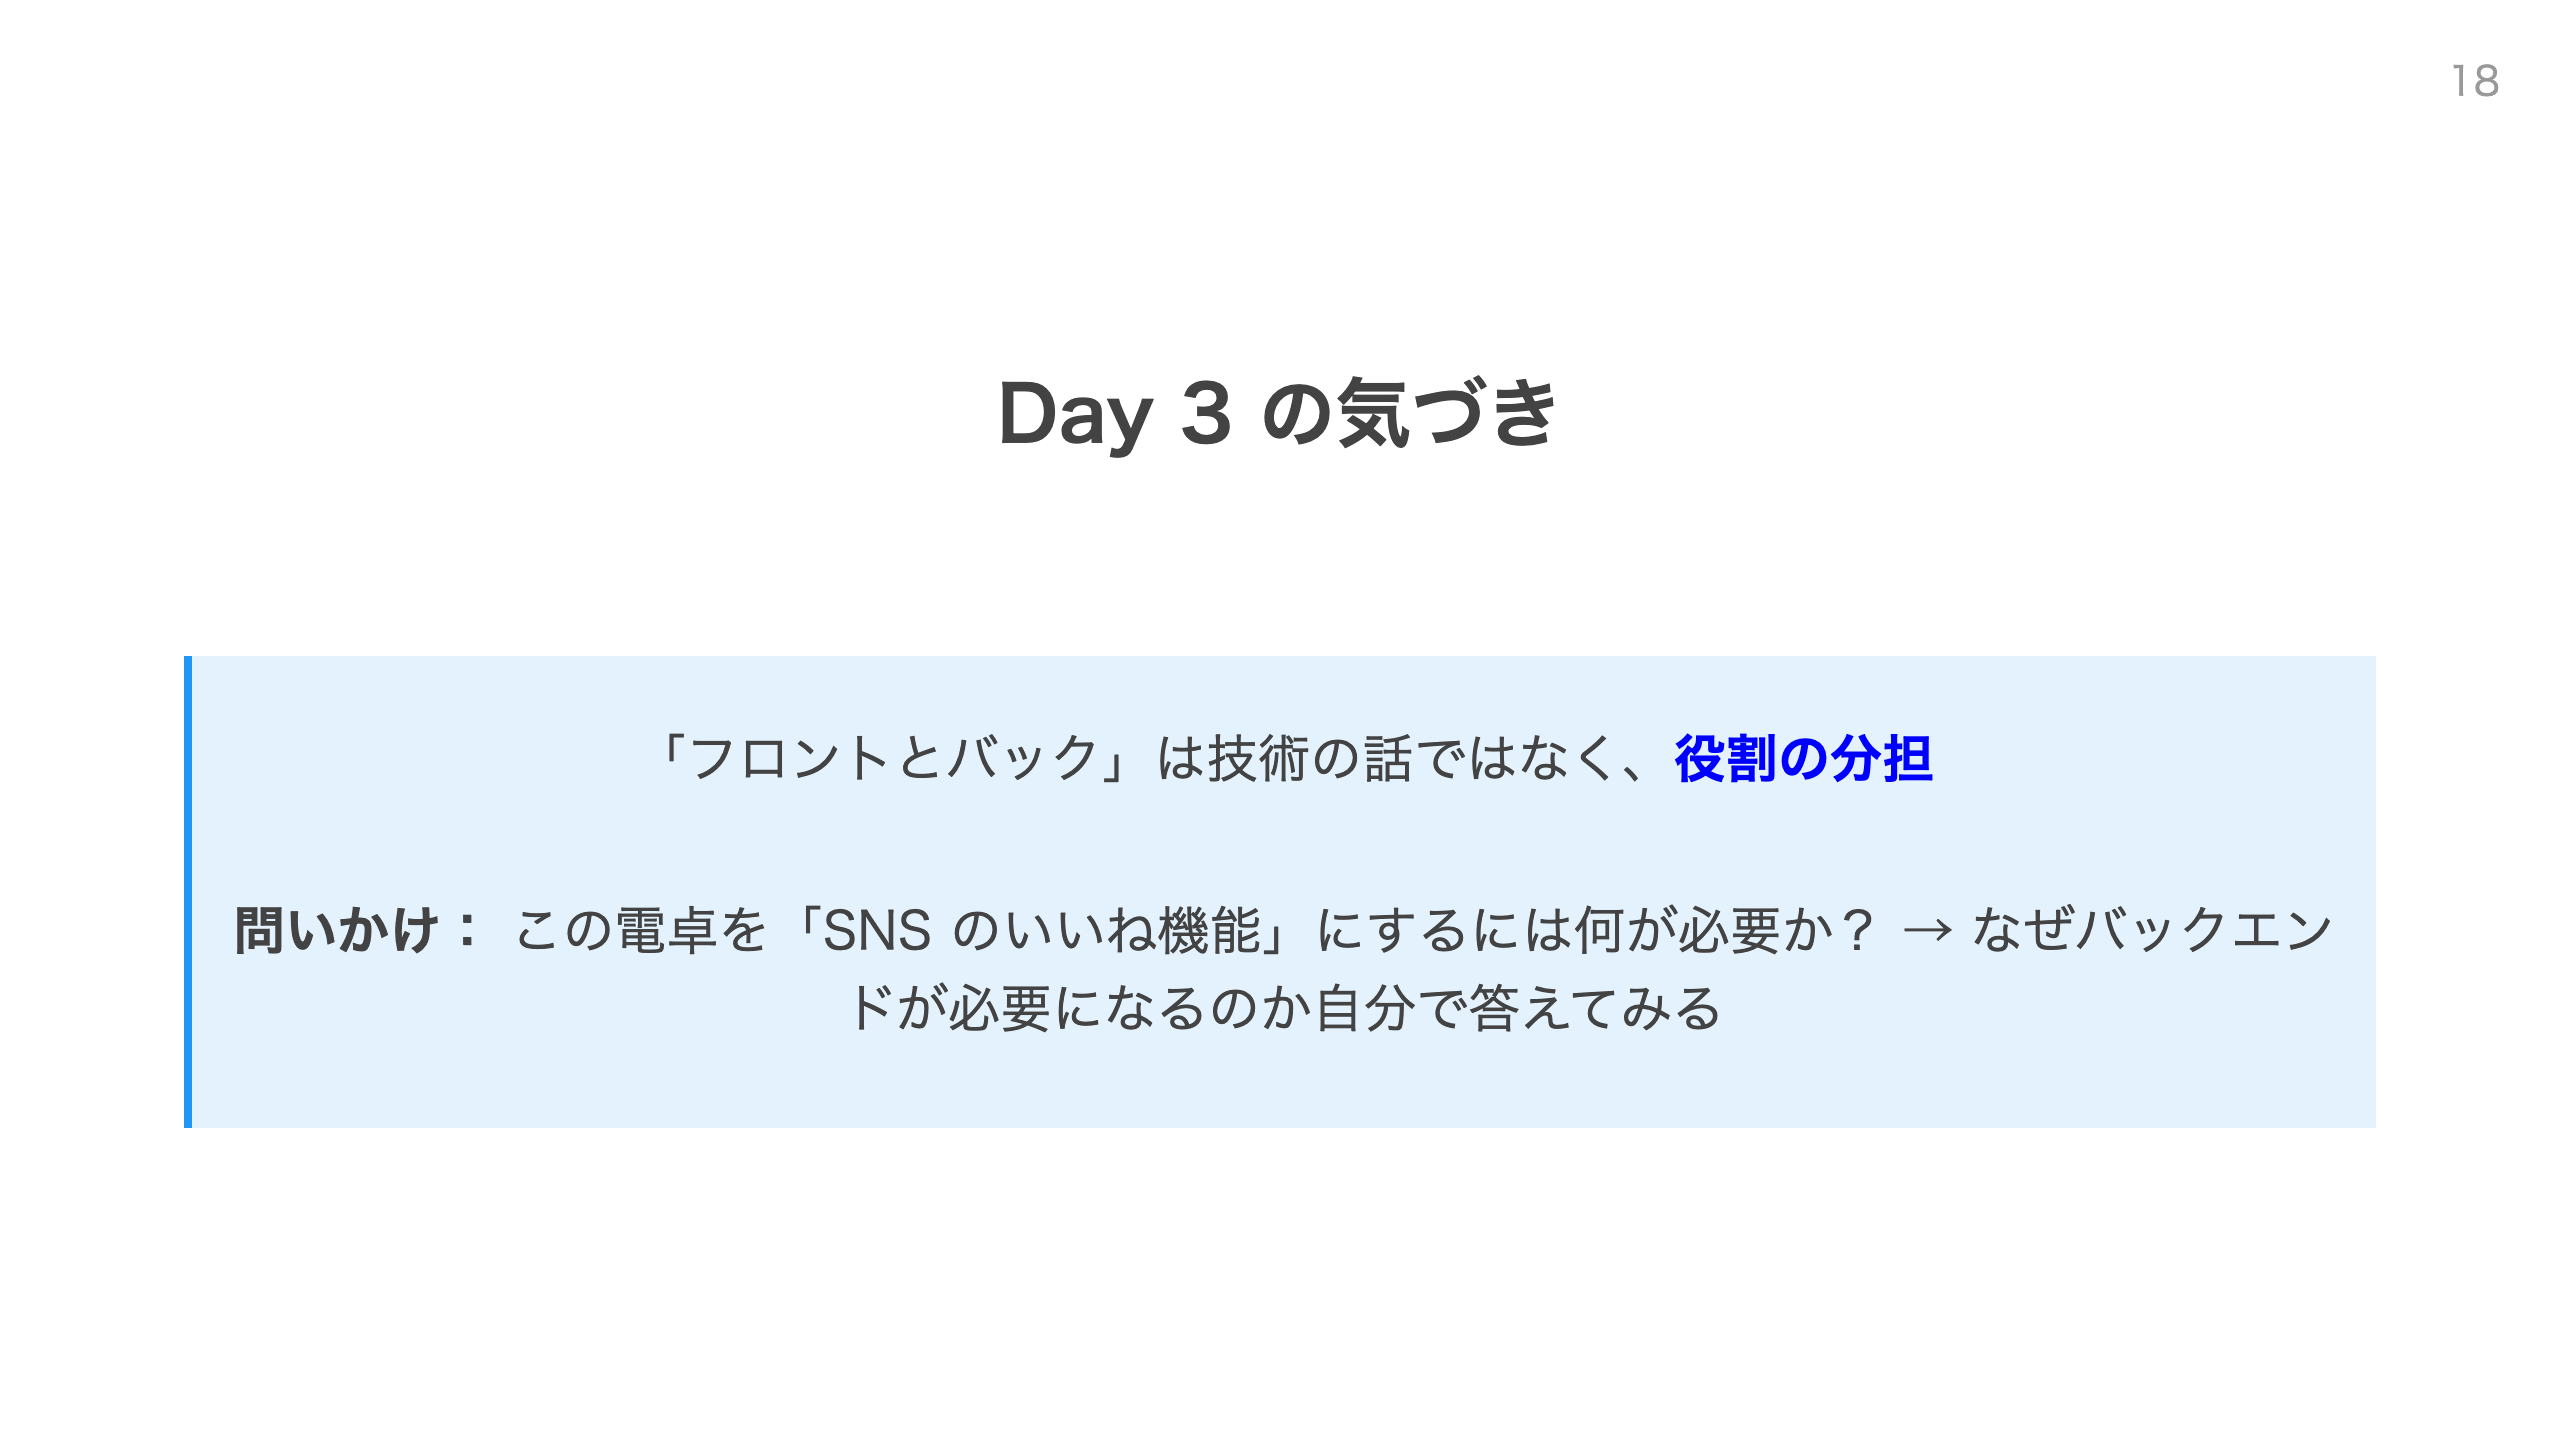 18
Day 3 の気づき
「フロントとバック」は技術の話ではなく、役割の分担
問いかけ： この電卓を「SNS のいいね機能」にするには何が必要か？ → なぜバックエン
ドが必要になるのか自分で答えてみる